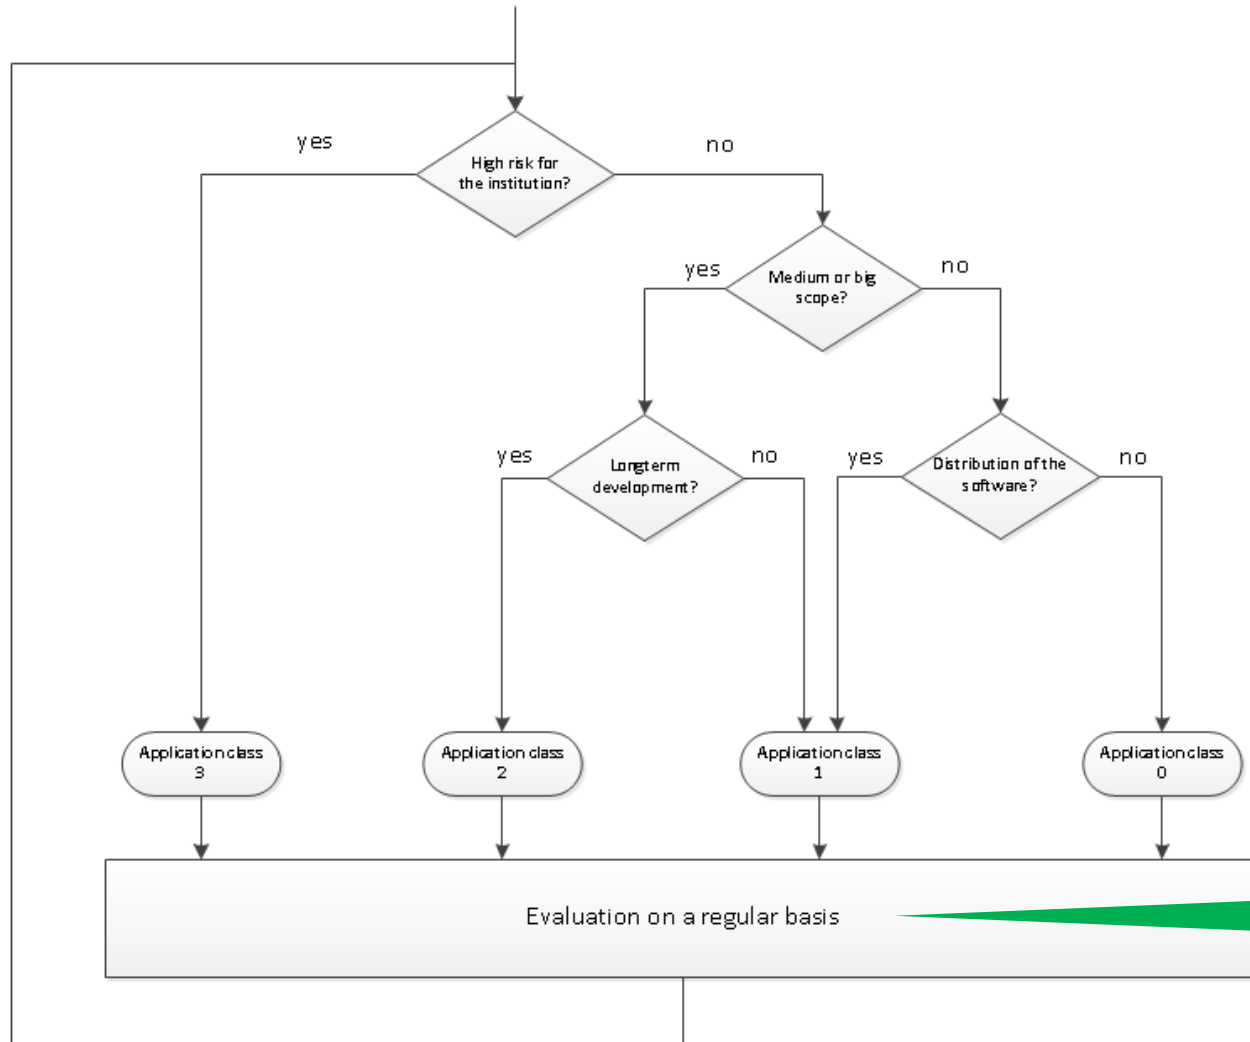 yes
no
High risk for
the institution?
yes
no
Medium or big
scope?
yes
no
yes
no
Longterm
development?
Distribution of the
software?
Application class
3
Application class
2
Application class
1
Application class
0
Evaluation on a regular basis